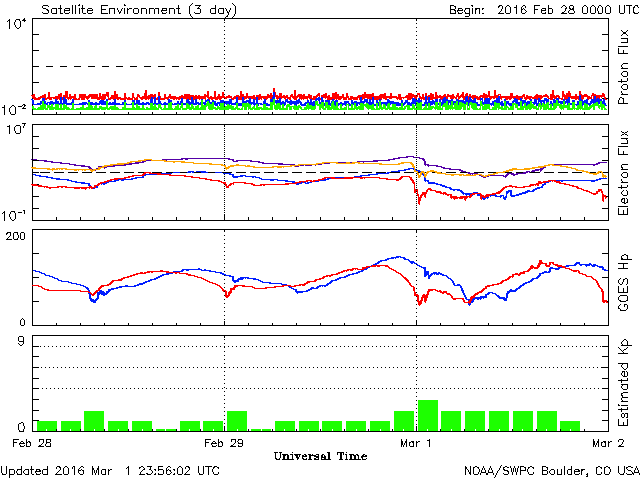 Satellite Environment (3 day) Begin: 2016 Feb 28 0000 UTC
10^4
Proton Flux
10^-2
10^7
Electron Flux
10^-1
200
GOES Hp
0
9
Estimated Kp
0
Feb 28 Feb 29 Mar 1 Mar 2
Universal Time
Updated 2016 Mar 1 23:56:02 UTC NOAA/SWPC Boulder, CO USA